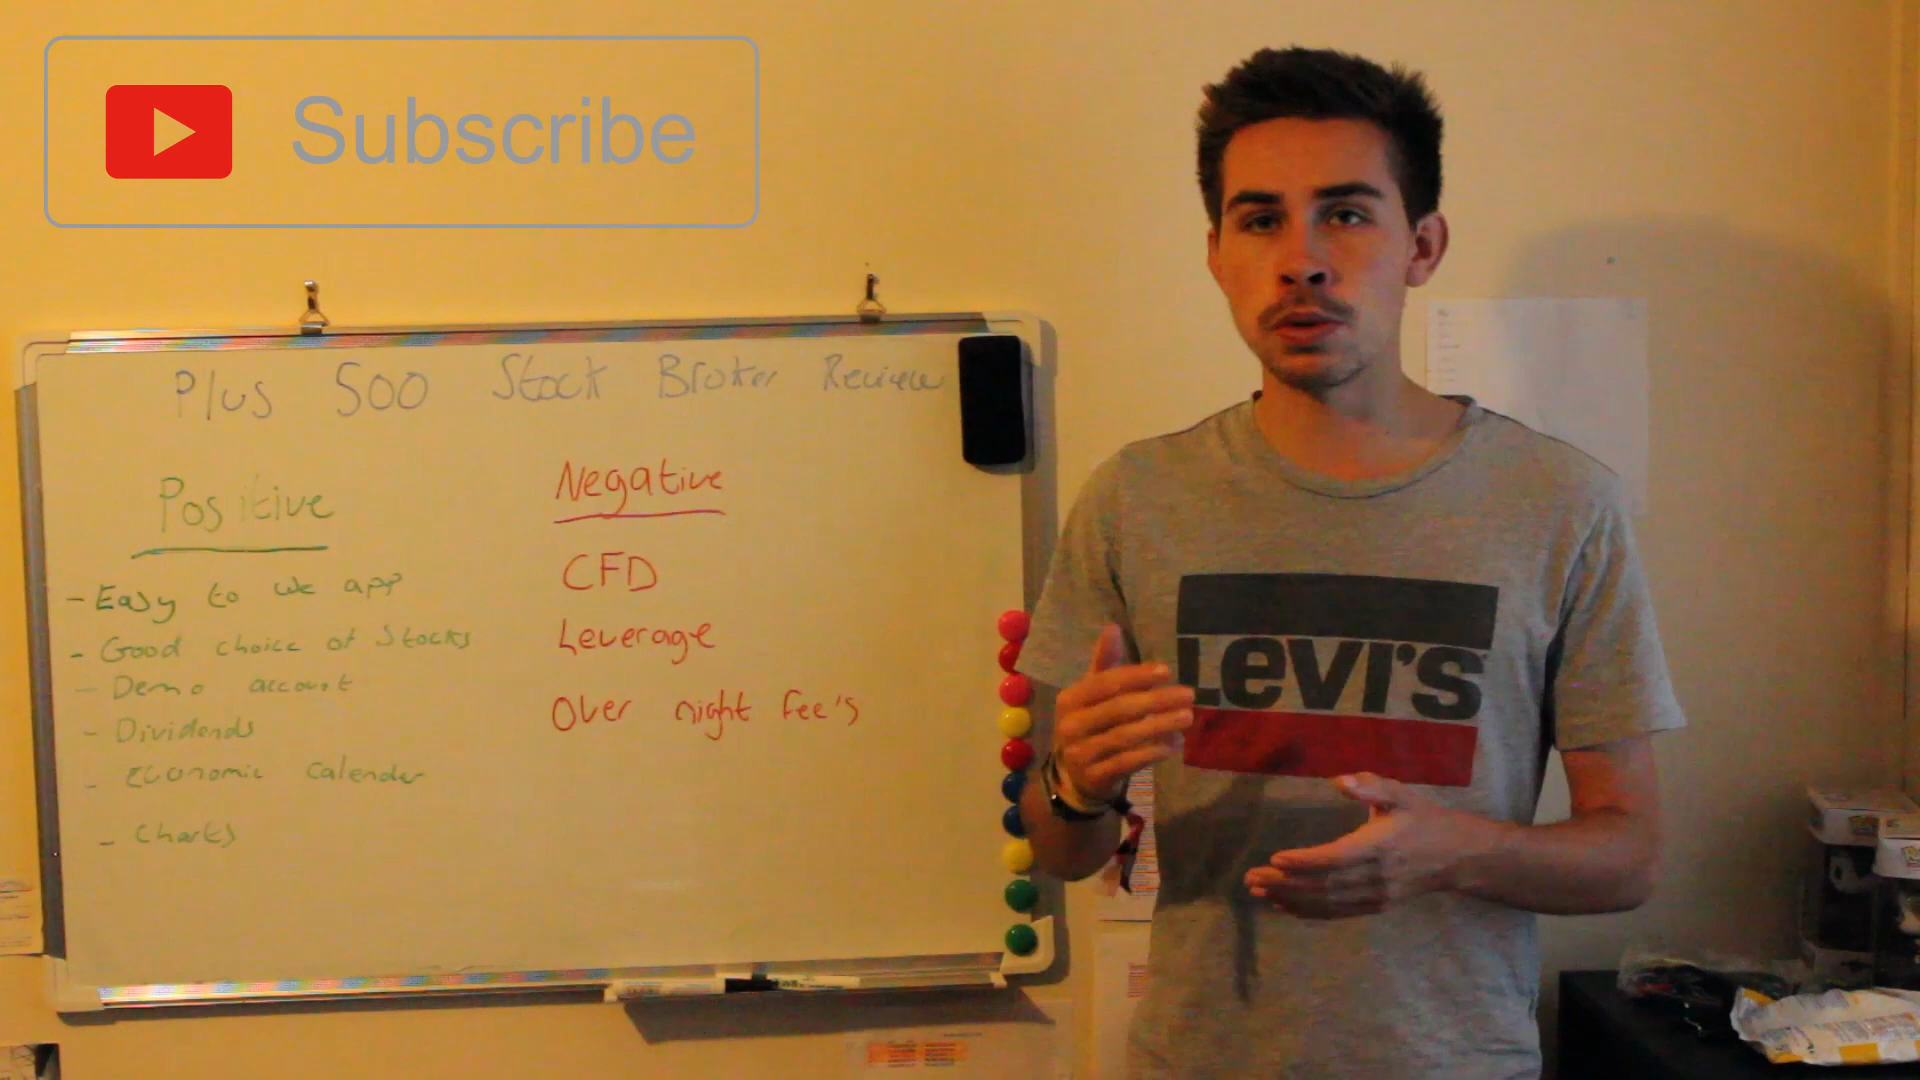 Subscribe
Plus 500 Stock Broker Review
Positive
- Easy to use app
- Good choice of Stocks
- Demo account
- Dividends
- Economic Calender
- Charts
Negative
CFD
Leverage
Over night fee's
LEVI'S